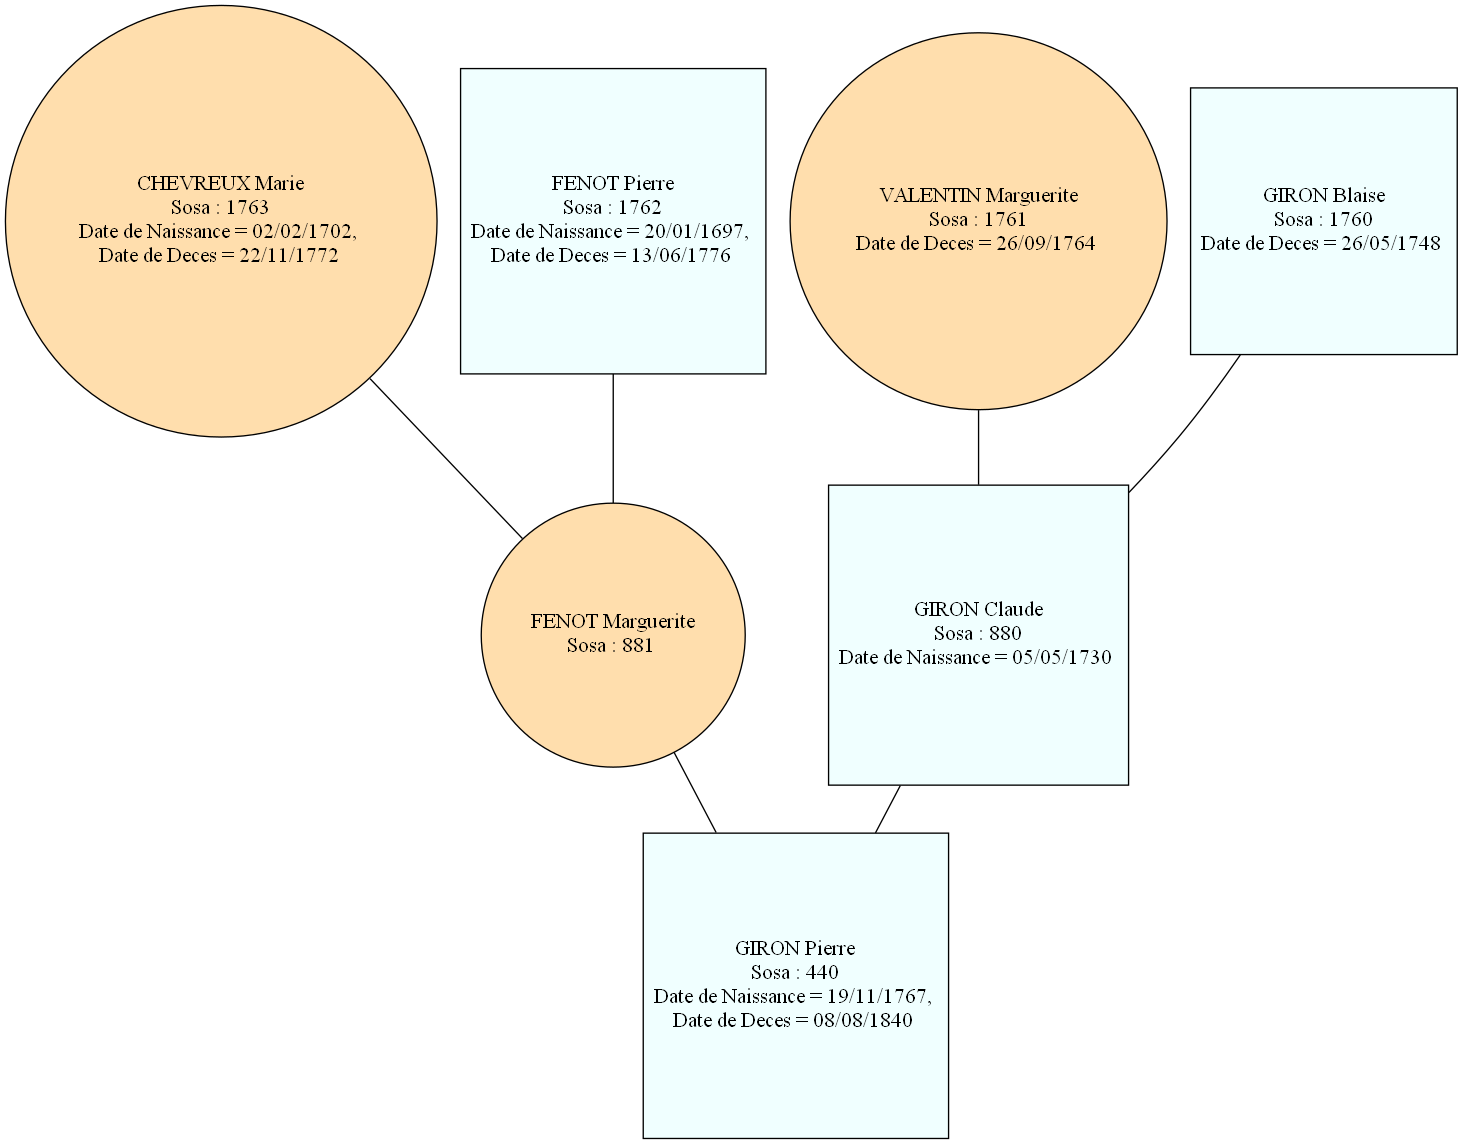 CHEVREUX Marie
Sosa : 1763
Date de Naissance = 02/02/1702,
Date de Deces = 22/11/1772
FENOT Pierre
Sosa : 1762
Date de Naissance = 20/01/1697,
Date de Deces = 13/06/1776
VALENTIN Marguerite
Sosa : 1761
Date de Deces = 26/09/1764
GIRON Blaise
Sosa : 1760
Date de Deces = 26/05/1748
FENOT Marguerite
Sosa : 881
GIRON Claude
Sosa : 880
Date de Naissance = 05/05/1730
GIRON Pierre
Sosa : 440
Date de Naissance = 19/11/1767,
Date de Deces = 08/08/1840